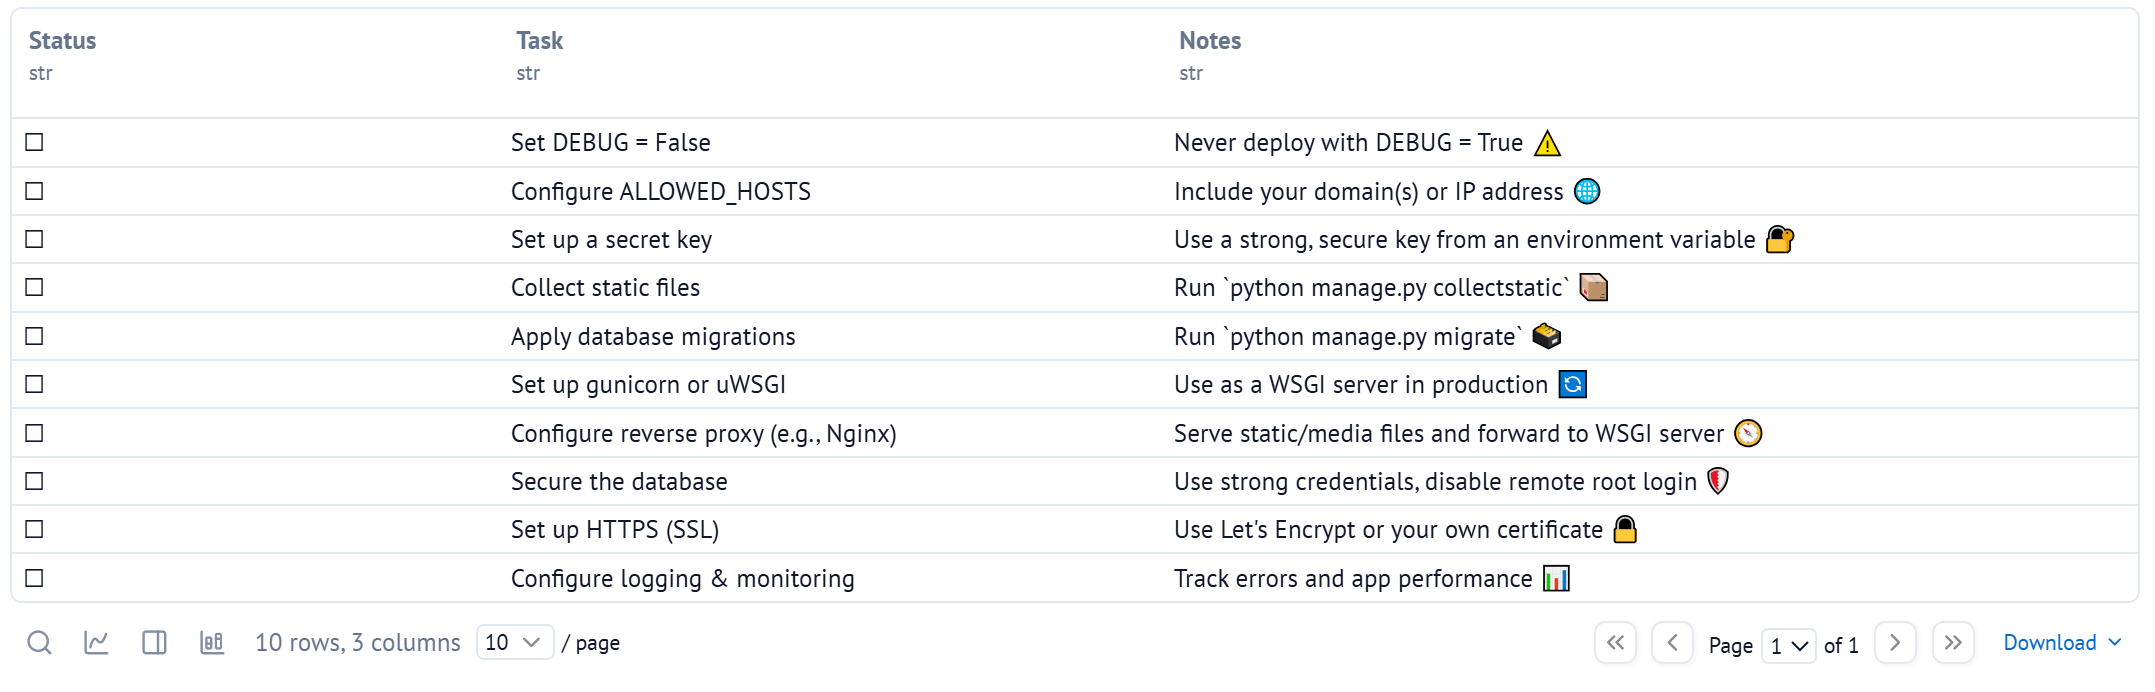 Status Task Notes
str str str
☐ Set DEBUG = False Never deploy with DEBUG = True ⚠️
☐ Configure ALLOWED_HOSTS Include your domain(s) or IP address 🌐
☐ Set up a secret key Use a strong, secure key from an environment variable 🔐
☐ Collect static files Run `python manage.py collectstatic` 📦
☐ Apply database migrations Run `python manage.py migrate` 🗃️
☐ Set up gunicorn or uWSGI Use as a WSGI server in production 🔄
☐ Configure reverse proxy (e.g., Nginx) Serve static/media files and forward to WSGI server 🧭
☐ Secure the database Use strong credentials, disable remote root login 🛡️
☐ Set up HTTPS (SSL) Use Let's Encrypt or your own certificate 🔒
☐ Configure logging & monitoring Track errors and app performance 📊
10 rows, 3 columns 10 / page Page 1 of 1 Download